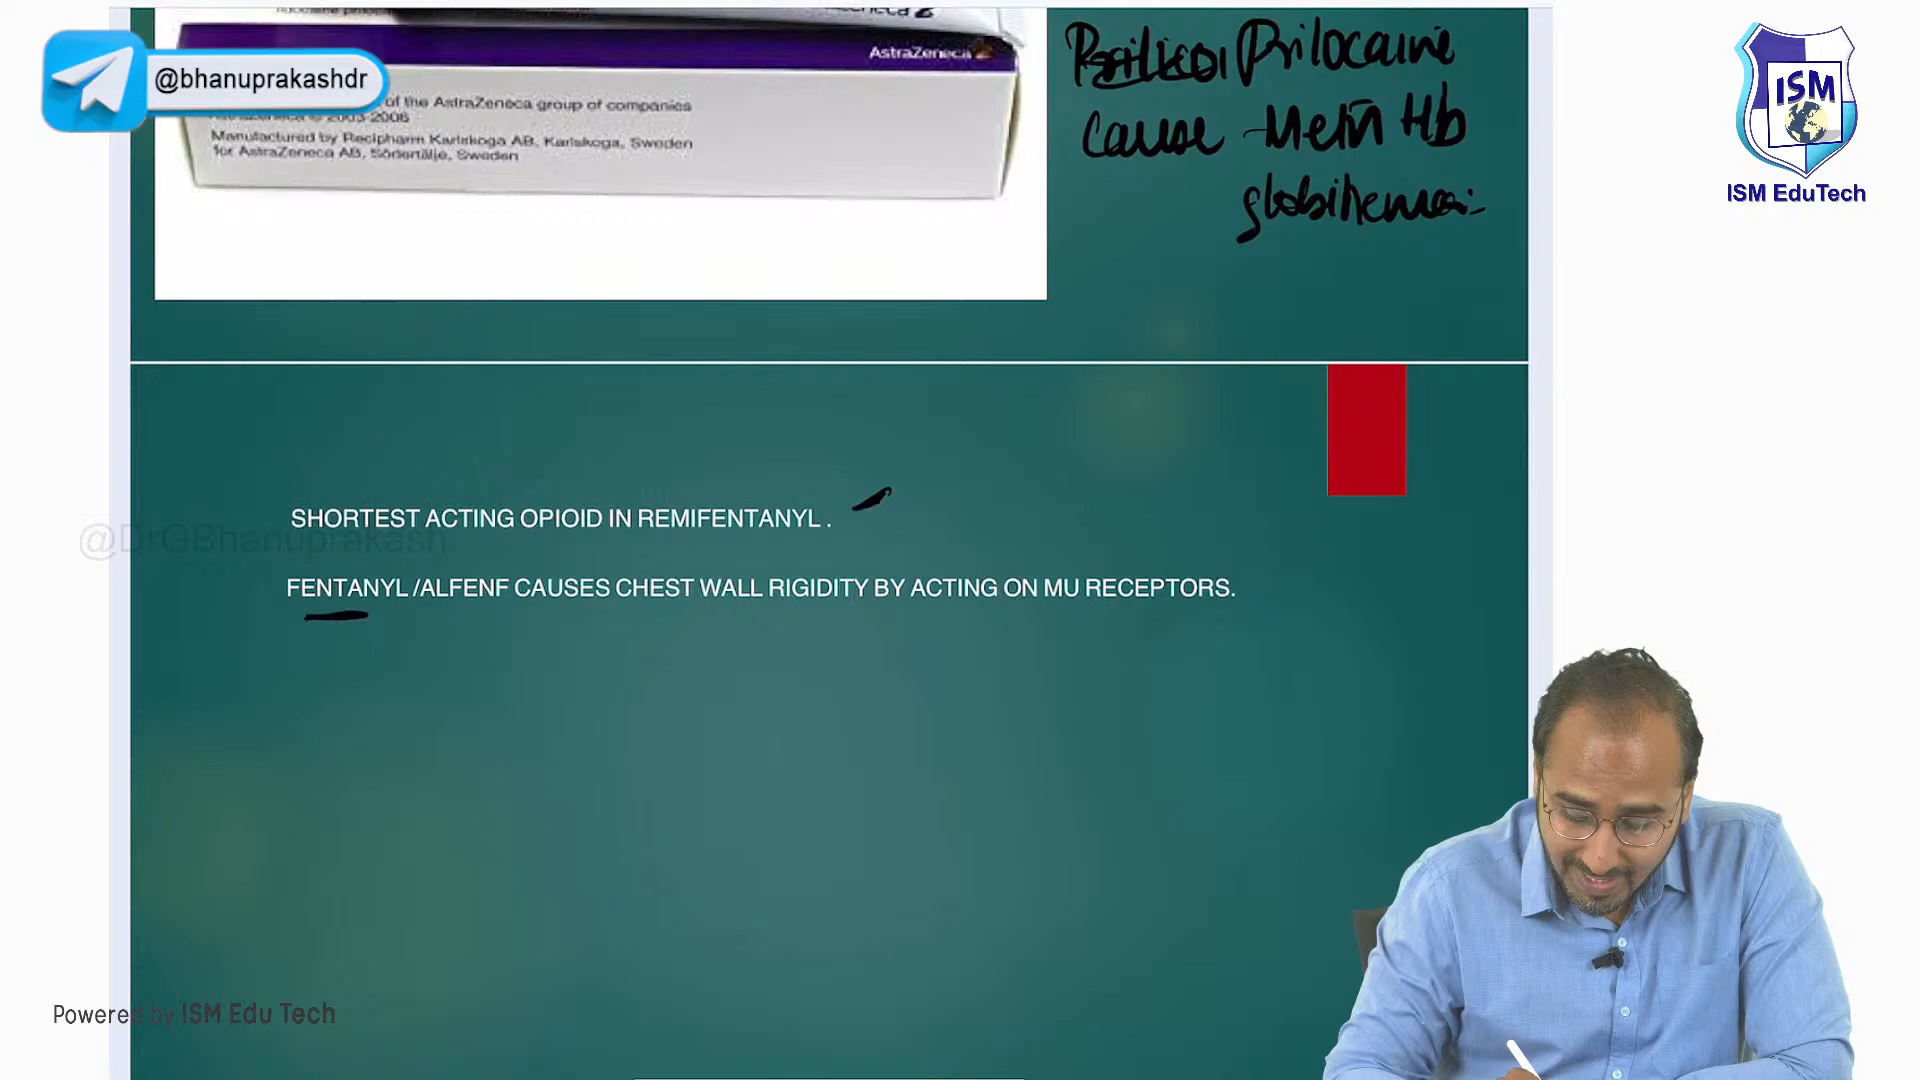 @bhanuprakashdr
AstraZeneca
of the AstraZeneca group of companies
AstraZeneca © 2003-2006
Manufactured by Recipharm Karlskoga AB, Karlskoga, Sweden
for AstraZeneca AB, Södertälje, Sweden
Prilocaine
cause Meth Hb
ISM
ISM EduTech
SHORTEST ACTING OPIOID IN REMIFENTANYL .
@DrGBhanuprakash
FENTANYL /ALFENF CAUSES CHEST WALL RIGIDITY BY ACTING ON MU RECEPTORS.
Powered by ISM Edu Tech